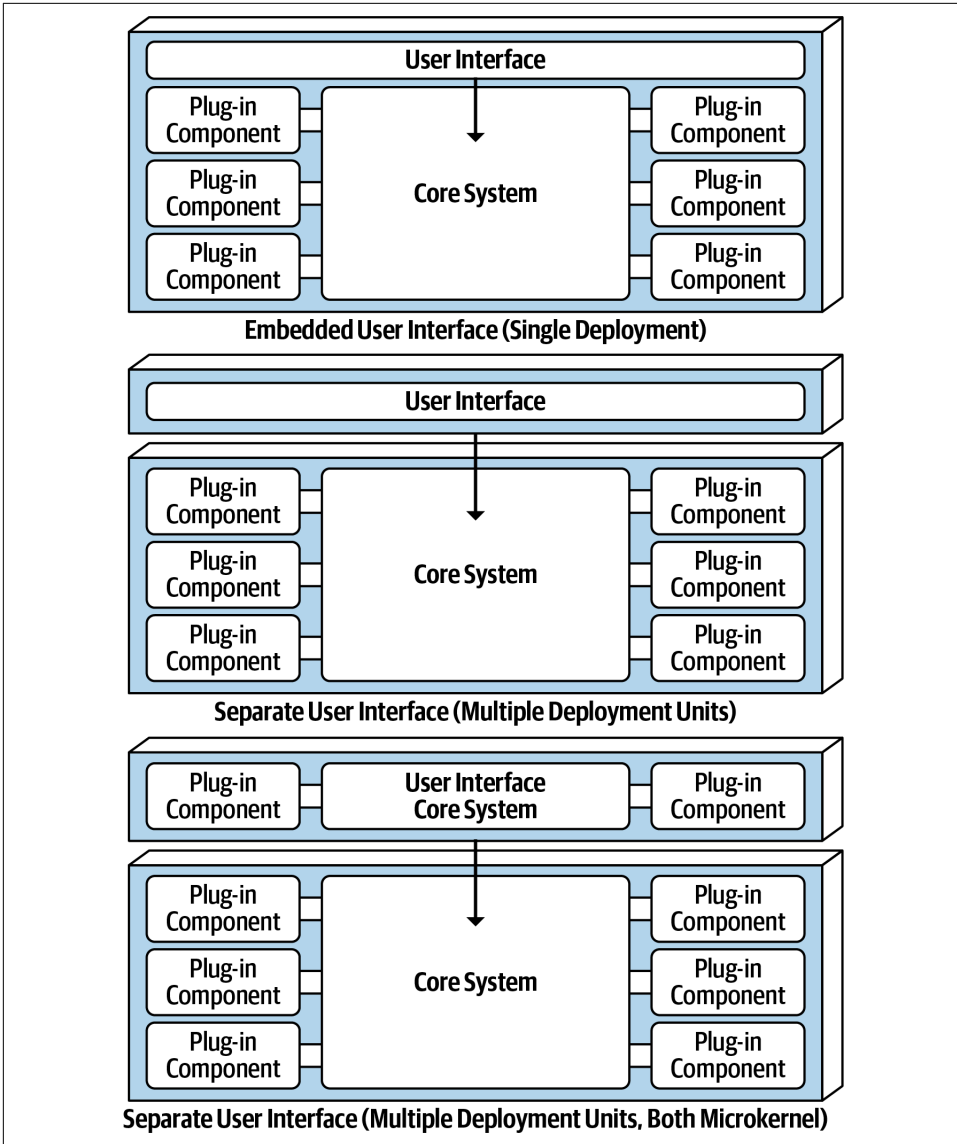 User Interface
Plug-in
Component
Plug-in
Component
Plug-in
Component
Core System
Plug-in
Component
Plug-in
Component
Plug-in
Component
Embedded User Interface (Single Deployment)
User Interface
Plug-in
Component
Plug-in
Component
Plug-in
Component
Core System
Plug-in
Component
Plug-in
Component
Plug-in
Component
Separate User Interface (Multiple Deployment Units)
Plug-in
Component
User Interface
Core System
Plug-in
Component
Plug-in
Component
Plug-in
Component
Plug-in
Component
Core System
Plug-in
Component
Plug-in
Component
Plug-in
Component
Separate User Interface (Multiple Deployment Units, Both Microkernel)